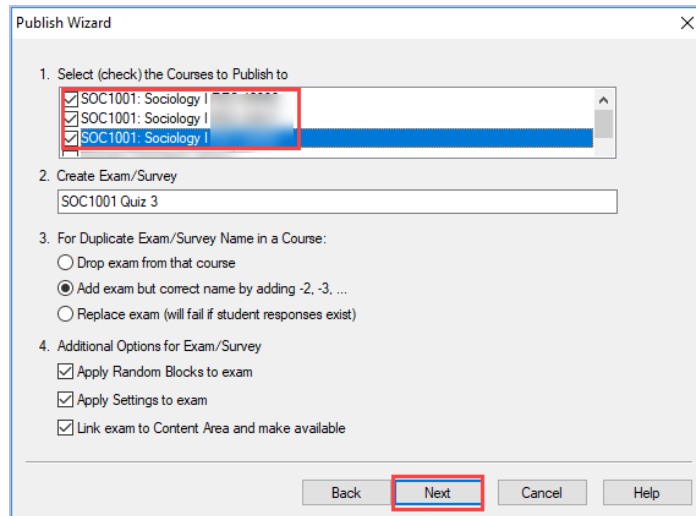 Publish Wizard
1. Select (check) the Courses to Publish to
SOC1001: Sociology I
SOC1001: Sociology I
SOC1001: Sociology I
2. Create Exam/Survey
SOC1001 Quiz 3
3. For Duplicate Exam/Survey Name in a Course:
Drop exam from that course
Add exam but correct name by adding -2, -3, ...
Replace exam (will fail if student responses exist)
4. Additional Options for Exam/Survey
Apply Random Blocks to exam
Apply Settings to exam
Link exam to Content Area and make available
Back Next Cancel Help